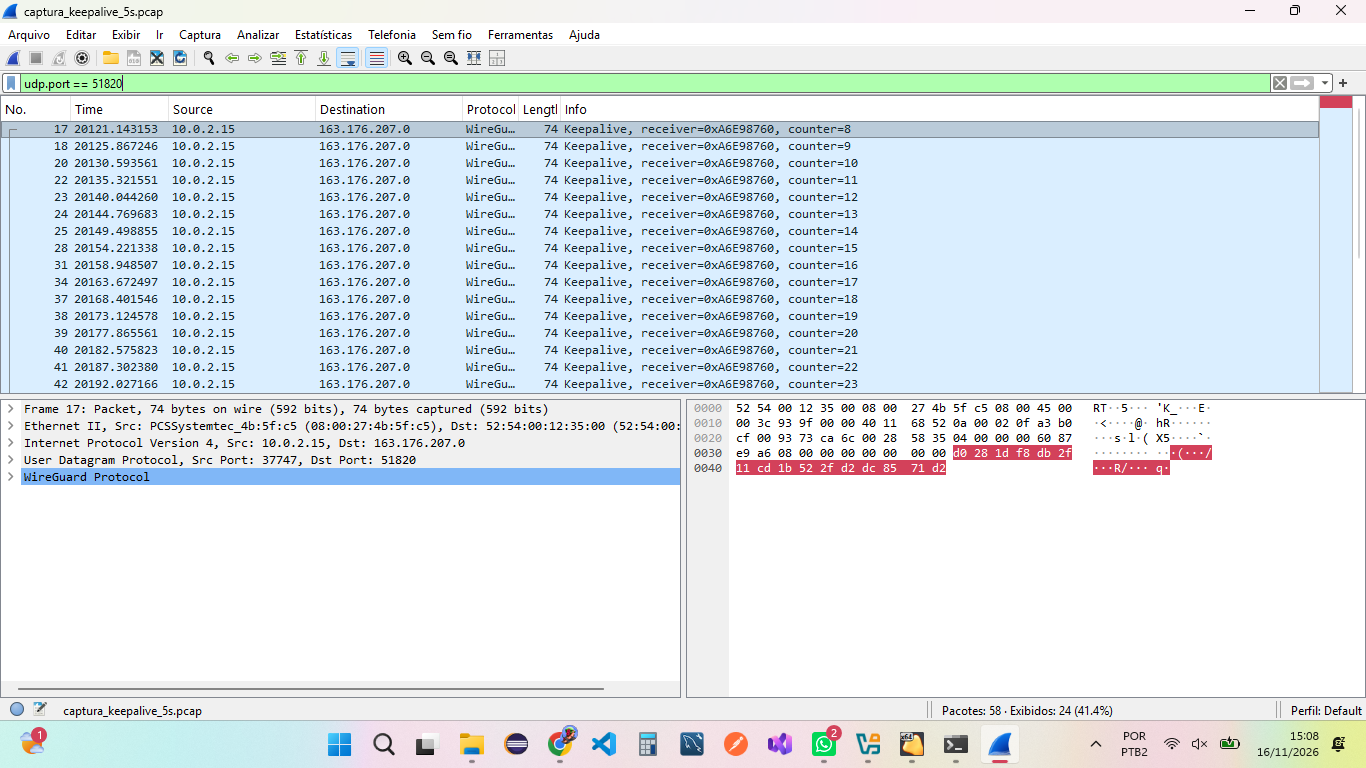 captura_keepalive_5s.pcap
Arquivo Editar Exibir Ir Captura Analizar Estatísticas Telefonia Sem fio Ferramentas Ajuda
udp.port == 51820
No. Time Source Destination Protocol Lengtl Info
17 20121.143153 10.0.2.15 163.176.207.0 WireGu… 74 Keepalive, receiver=0xA6E98760, counter=8
18 20125.867246 10.0.2.15 163.176.207.0 WireGu… 74 Keepalive, receiver=0xA6E98760, counter=9
20 20130.593561 10.0.2.15 163.176.207.0 WireGu… 74 Keepalive, receiver=0xA6E98760, counter=10
22 20135.321551 10.0.2.15 163.176.207.0 WireGu… 74 Keepalive, receiver=0xA6E98760, counter=11
23 20140.044260 10.0.2.15 163.176.207.0 WireGu… 74 Keepalive, receiver=0xA6E98760, counter=12
24 20144.769683 10.0.2.15 163.176.207.0 WireGu… 74 Keepalive, receiver=0xA6E98760, counter=13
25 20149.498855 10.0.2.15 163.176.207.0 WireGu… 74 Keepalive, receiver=0xA6E98760, counter=14
28 20154.221338 10.0.2.15 163.176.207.0 WireGu… 74 Keepalive, receiver=0xA6E98760, counter=15
31 20158.948507 10.0.2.15 163.176.207.0 WireGu… 74 Keepalive, receiver=0xA6E98760, counter=16
34 20163.672497 10.0.2.15 163.176.207.0 WireGu… 74 Keepalive, receiver=0xA6E98760, counter=17
37 20168.401546 10.0.2.15 163.176.207.0 WireGu… 74 Keepalive, receiver=0xA6E98760, counter=18
38 20173.124578 10.0.2.15 163.176.207.0 WireGu… 74 Keepalive, receiver=0xA6E98760, counter=19
39 20177.865561 10.0.2.15 163.176.207.0 WireGu… 74 Keepalive, receiver=0xA6E98760, counter=20
40 20182.575823 10.0.2.15 163.176.207.0 WireGu… 74 Keepalive, receiver=0xA6E98760, counter=21
41 20187.302380 10.0.2.15 163.176.207.0 WireGu… 74 Keepalive, receiver=0xA6E98760, counter=22
42 20192.027166 10.0.2.15 163.176.207.0 WireGu… 74 Keepalive, receiver=0xA6E98760, counter=23
Frame 17: Packet, 74 bytes on wire (592 bits), 74 bytes captured (592 bits)
Ethernet II, Src: PCSSystemtec_4b:5f:c5 (08:00:27:4b:5f:c5), Dst: 52:54:00:12:35:00 (52:54:00:
Internet Protocol Version 4, Src: 10.0.2.15, Dst: 163.176.207.0
User Datagram Protocol, Src Port: 37747, Dst Port: 51820
WireGuard Protocol
0000 52 54 00 12 35 00 08 00 27 4b 5f c5 08 00 45 00 RT··5··· 'K_···E·
0010 00 3c 93 9f 00 00 40 11 68 52 0a 00 02 0f a3 b0 ·<····@· hR······
0020 cf 00 93 73 ca 6c 00 28 58 35 04 00 00 00 60 87 ···s·l·( X5····`·
0030 e9 a6 08 00 00 00 00 00 00 00 d0 28 1d f8 db 2f ········ ···(···/
0040 11 cd 1b 52 2f d2 dc 85 71 d2 ···R/··· q·
captura_keepalive_5s.pcap
Pacotes: 58 · Exibidos: 24 (41.4%)
Perfil: Default
1
x64
2
POR
PTB2
15:08
16/11/2026